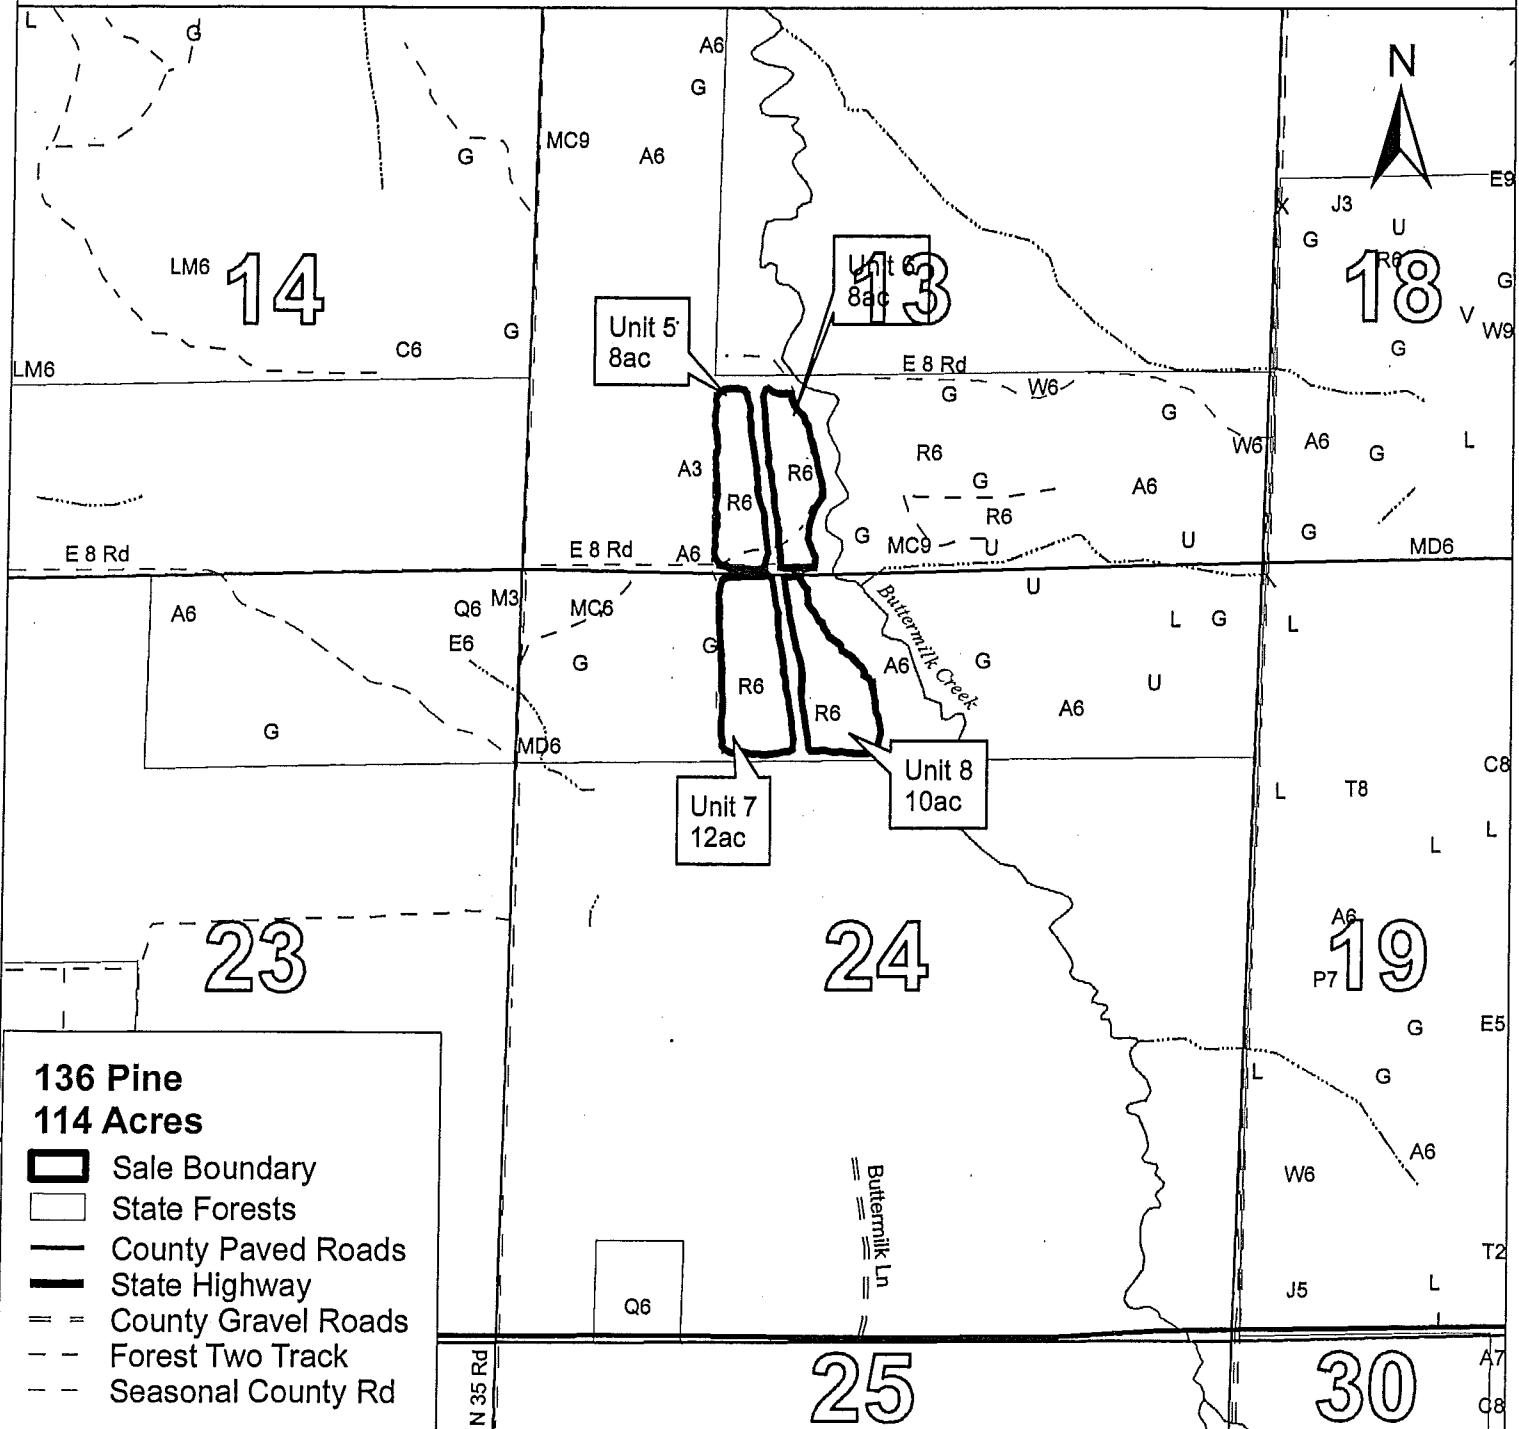 L
G
A6
G
N
MC9
A6
G
E9
X
J3
U
G
R6
LM6
14
Unit 6
8ac
13
18
G
V
W9
G
Unit 5
8ac
G
C6
LM6
E 8 Rd
W6
G
G
W6
A6
G
L
A3
R6
R6
R6
G
A6
R6
G
MC9
U
U
G
MD6
E 8 Rd
E 8 Rd
A6
A6
Q6
M3
MC6
U
L
G
L
E6
G
G
Buttermilk Creek
A6
G
R6
R6
A6
U
G
MD6
Unit 8
10ac
C8
L
T8
Unit 7
12ac
L
L
23
24
A6
19
P7
G
E5
L
G
136 Pine
114 Acres
Sale Boundary
State Forests
County Paved Roads
State Highway
County Gravel Roads
Forest Two Track
Seasonal County Rd
A6
W6
Buttermilk Ln
T2
J5
L
Q6
N 35 Rd
25
30
A7
C8